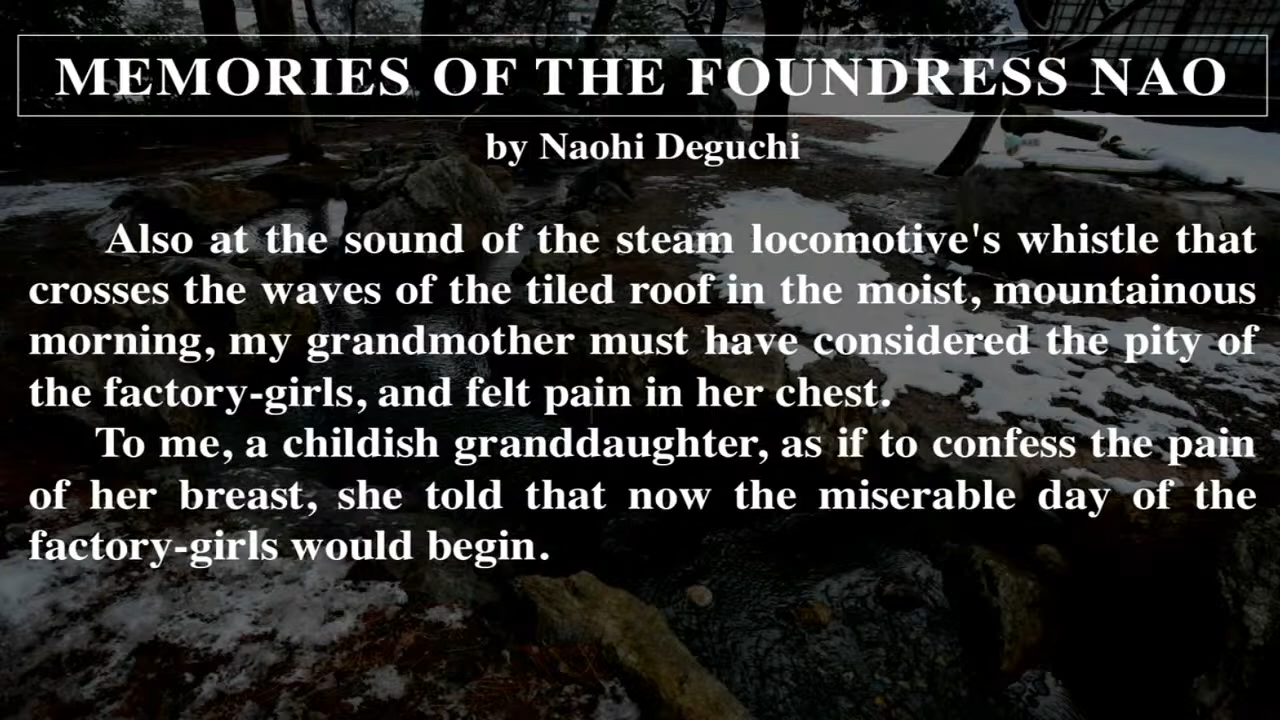 MEMORIES OF THE FOUNDRESS NAO
by Naohi Deguchi
Also at the sound of the steam locomotive's whistle that
crosses the waves of the tiled roof in the moist, mountainous
morning, my grandmother must have considered the pity of
the factory-girls, and felt pain in her chest.
To me, a childish granddaughter, as if to confess the pain
of her breast, she told that now the miserable day of the
factory-girls would begin.